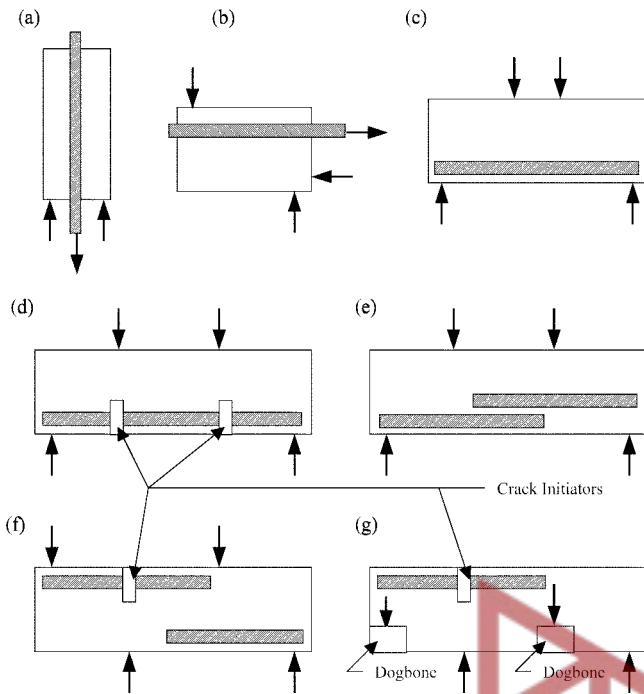 (a)
(b)
(c)
(d)
(e)
Crack Initiators
(f)
(g)
Dogbone
Dogbone